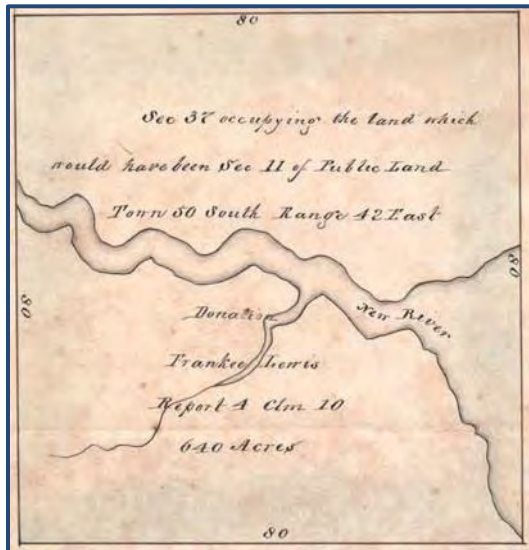 80
Sec 37 occupying the land which
would have been Sec 11 of Public Land
Town 50 South Range 42 East
80
80
New River
Donation
Frankee Lewis
Report 4 Clm 10
640 Acres
80